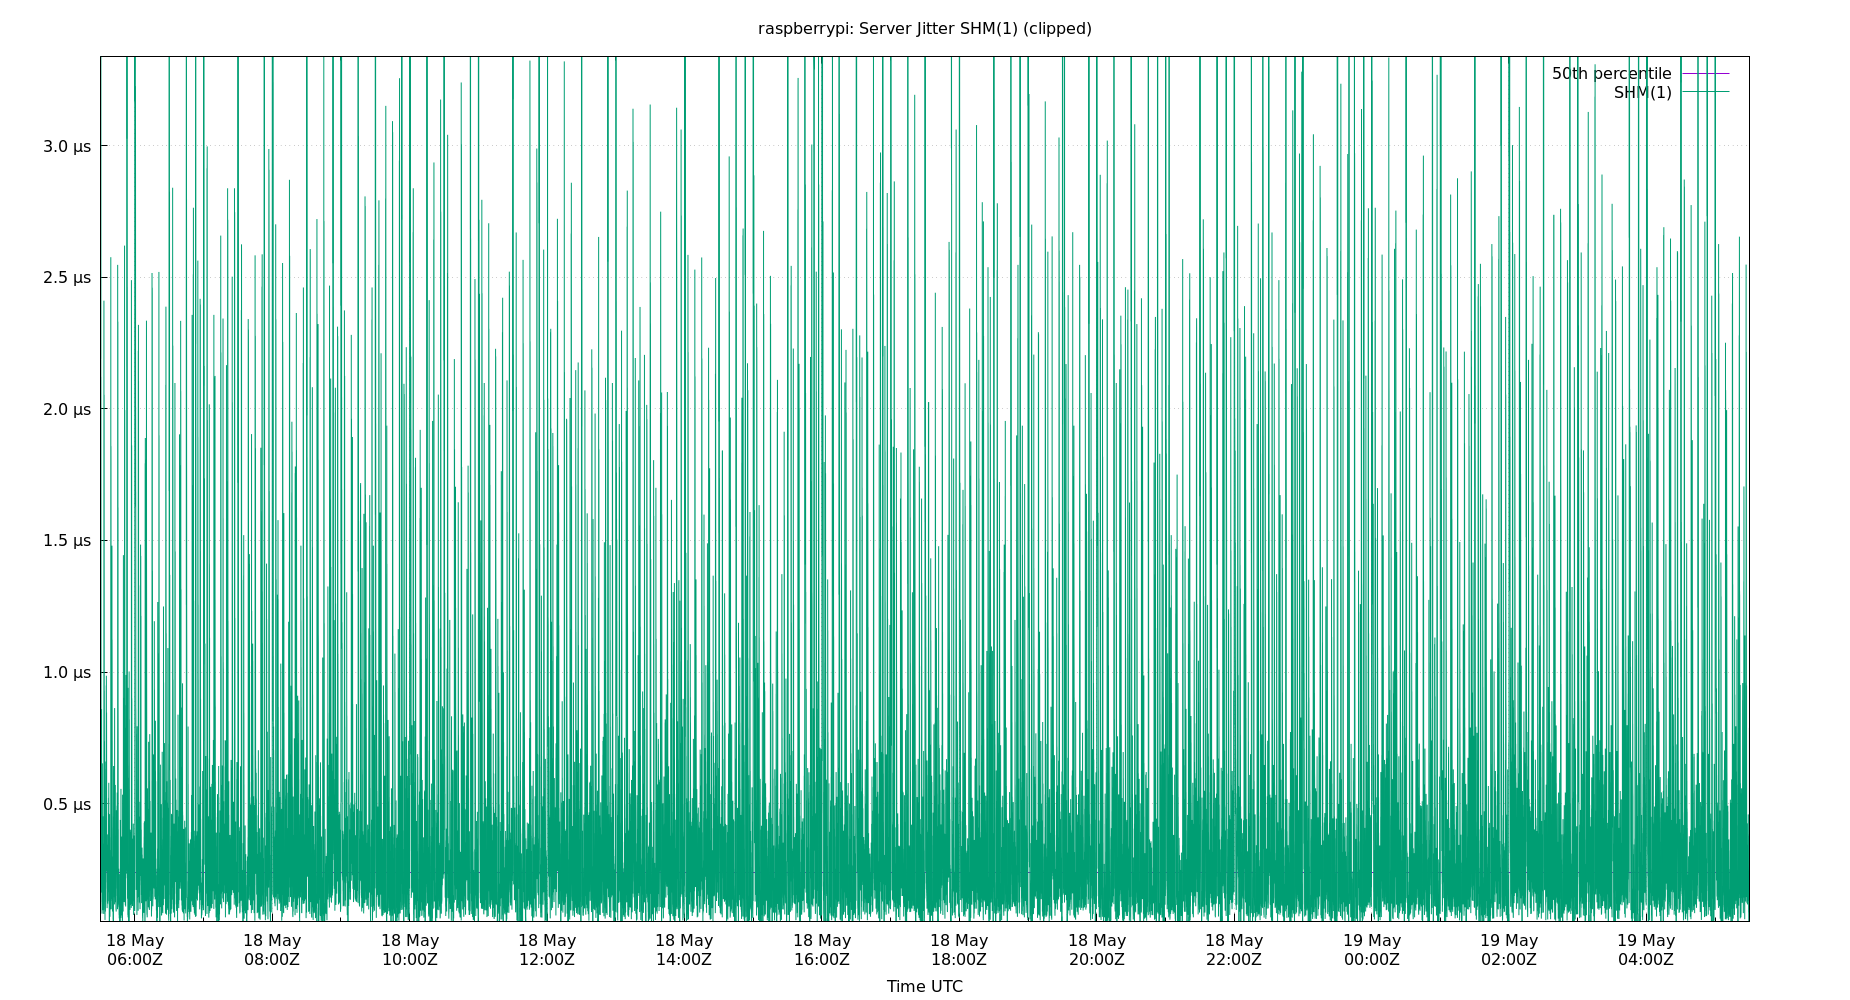 raspberrypi: Server Jitter SHM(1) (clipped)
50th percentile
SHM(1)
3.0 µs
2.5 µs
2.0 µs
1.5 µs
1.0 µs
0.5 µs
18 May 18 May 18 May 18 May 18 May 18 May 18 May 18 May 18 May 19 May 19 May 19 May
06:00Z 08:00Z 10:00Z 12:00Z 14:00Z 16:00Z 18:00Z 20:00Z 22:00Z 00:00Z 02:00Z 04:00Z
Time UTC